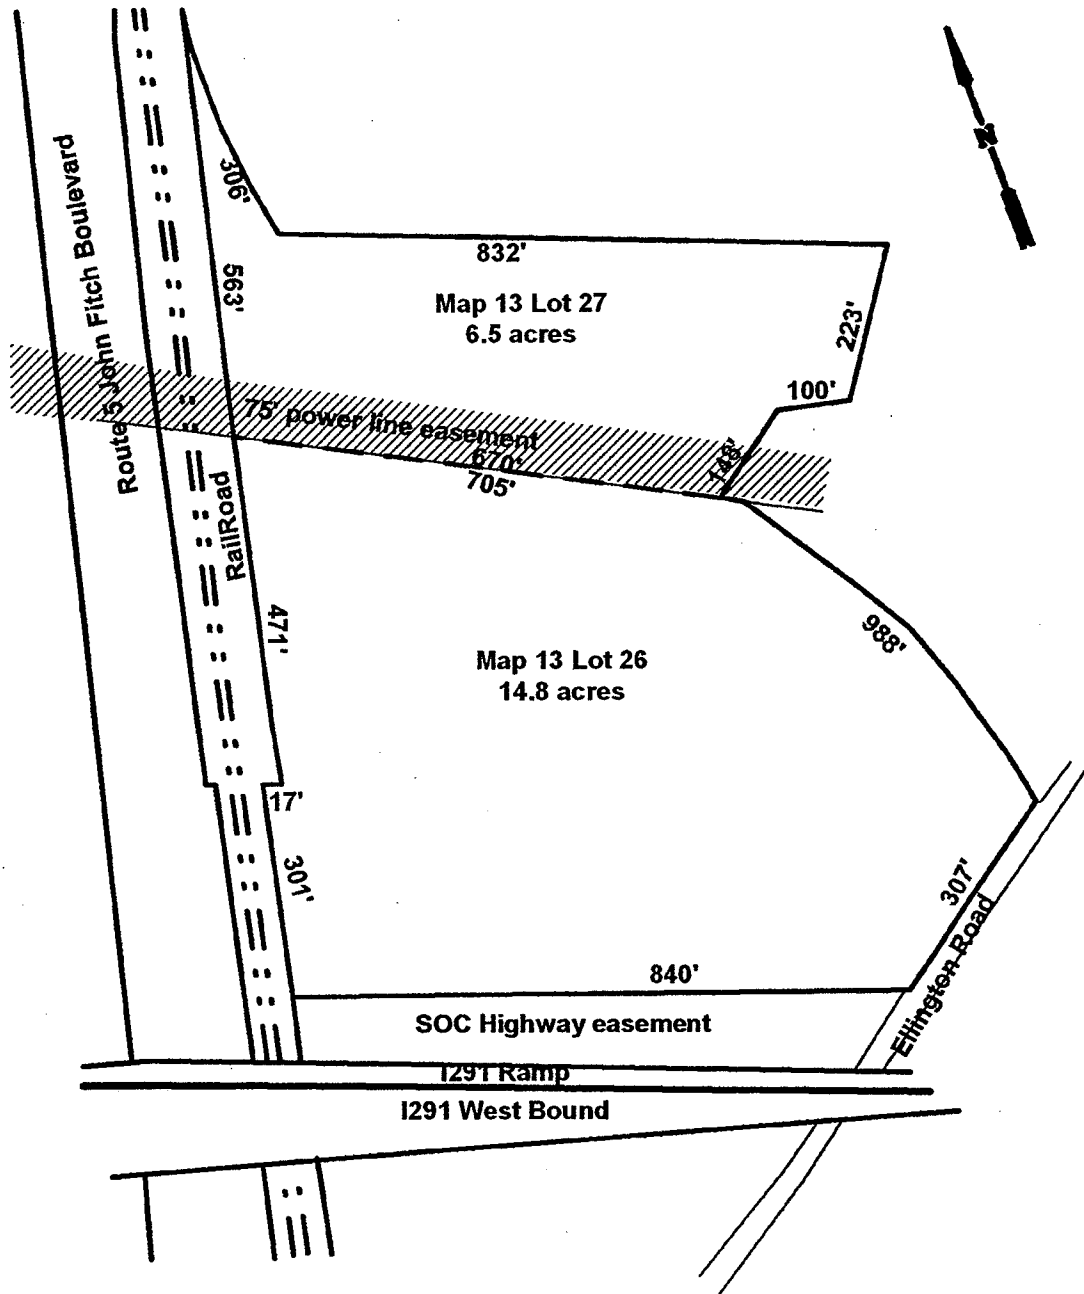 N
306'
832'
Map 13 Lot 27
6.5 acres
563'
223'
Route 5 John Fitch Boulevard
100'
75' power line easement
670'
705'
148'
RailRoad
471'
Map 13 Lot 26
14.8 acres
988'
17'
301'
307'
840'
Ellington Road
SOC Highway easement
I291 Ramp
I291 West Bound